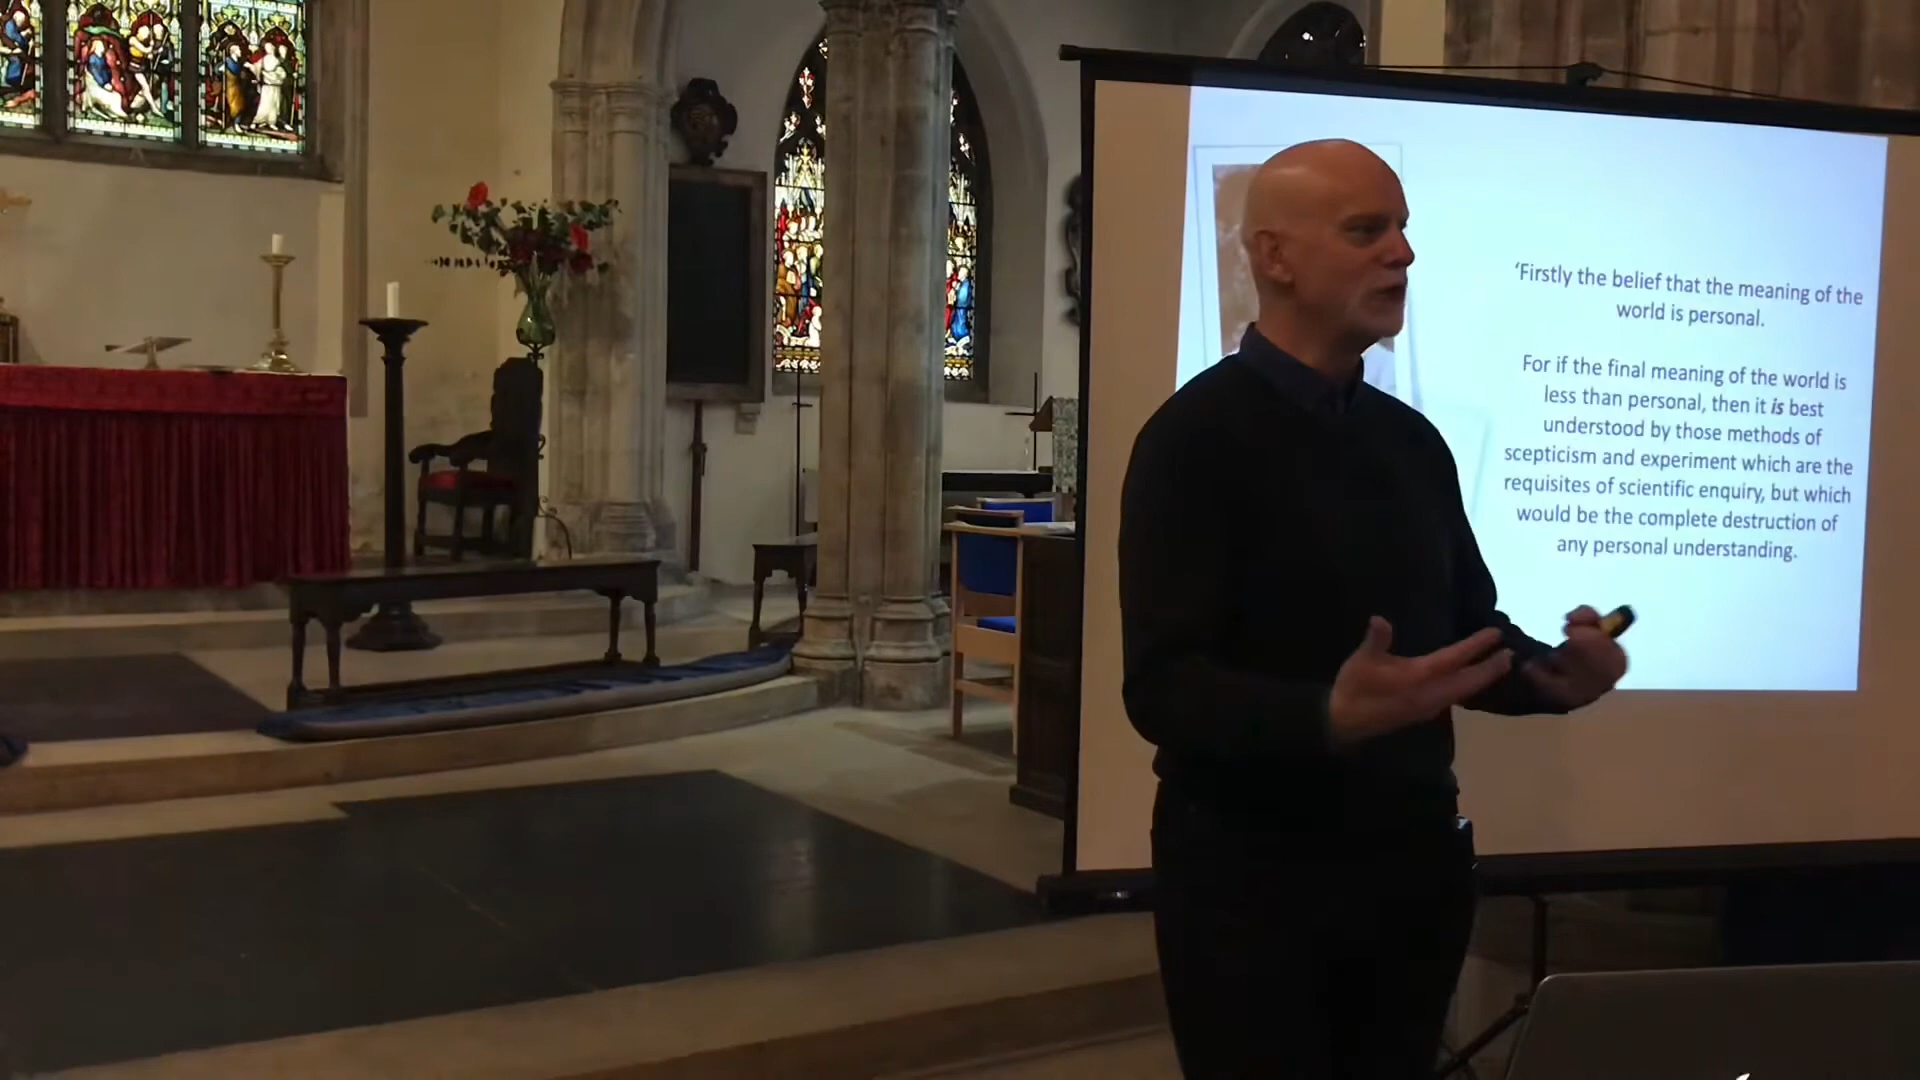 ‘Firstly the belief that the meaning of the
world is personal.
For if the final meaning of the world is
less than personal, then it is best
understood by those methods of
scepticism and experiment which are the
requisites of scientific enquiry, but which
would be the complete destruction of
any personal understanding.